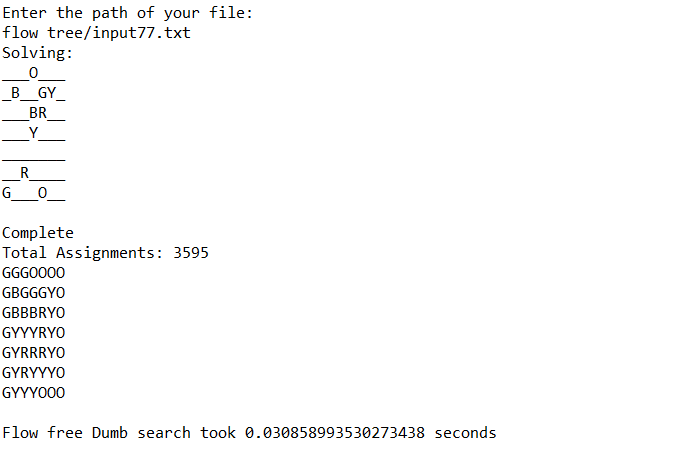 Enter the path of your file:
flow tree/input77.txt
Solving:
___O___
_B__GY_
___BR__
___Y___
_______
__R____
G___O__
Complete
Total Assignments: 3595
GGGOOOO
GBGGGYO
GBBBRYO
GYYYRYO
GYRRRYO
GYRYYYO
GYYYOOO
Flow free Dumb search took 0.030858993530273438 seconds